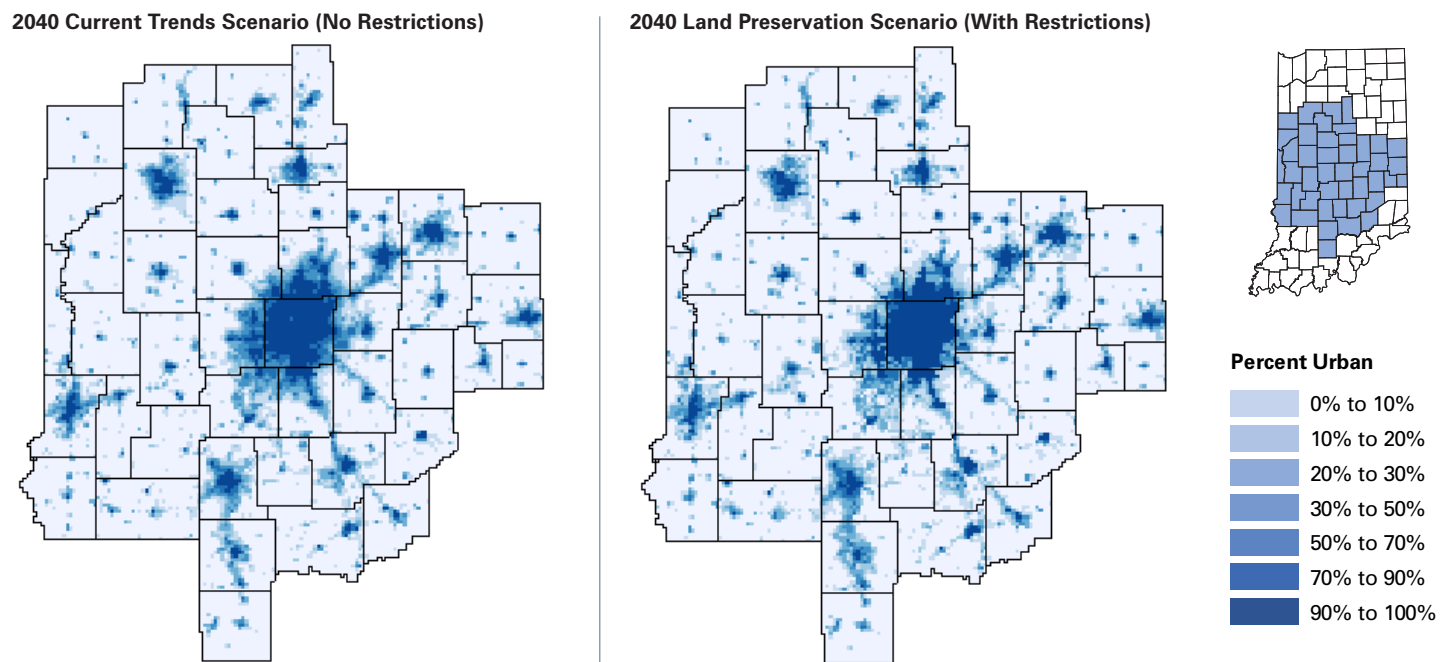 2040 Current Trends Scenario (No Restrictions)
2040 Land Preservation Scenario (With Restrictions)
Percent Urban
0% to 10%
10% to 20%
20% to 30%
30% to 50%
50% to 70%
70% to 90%
90% to 100%